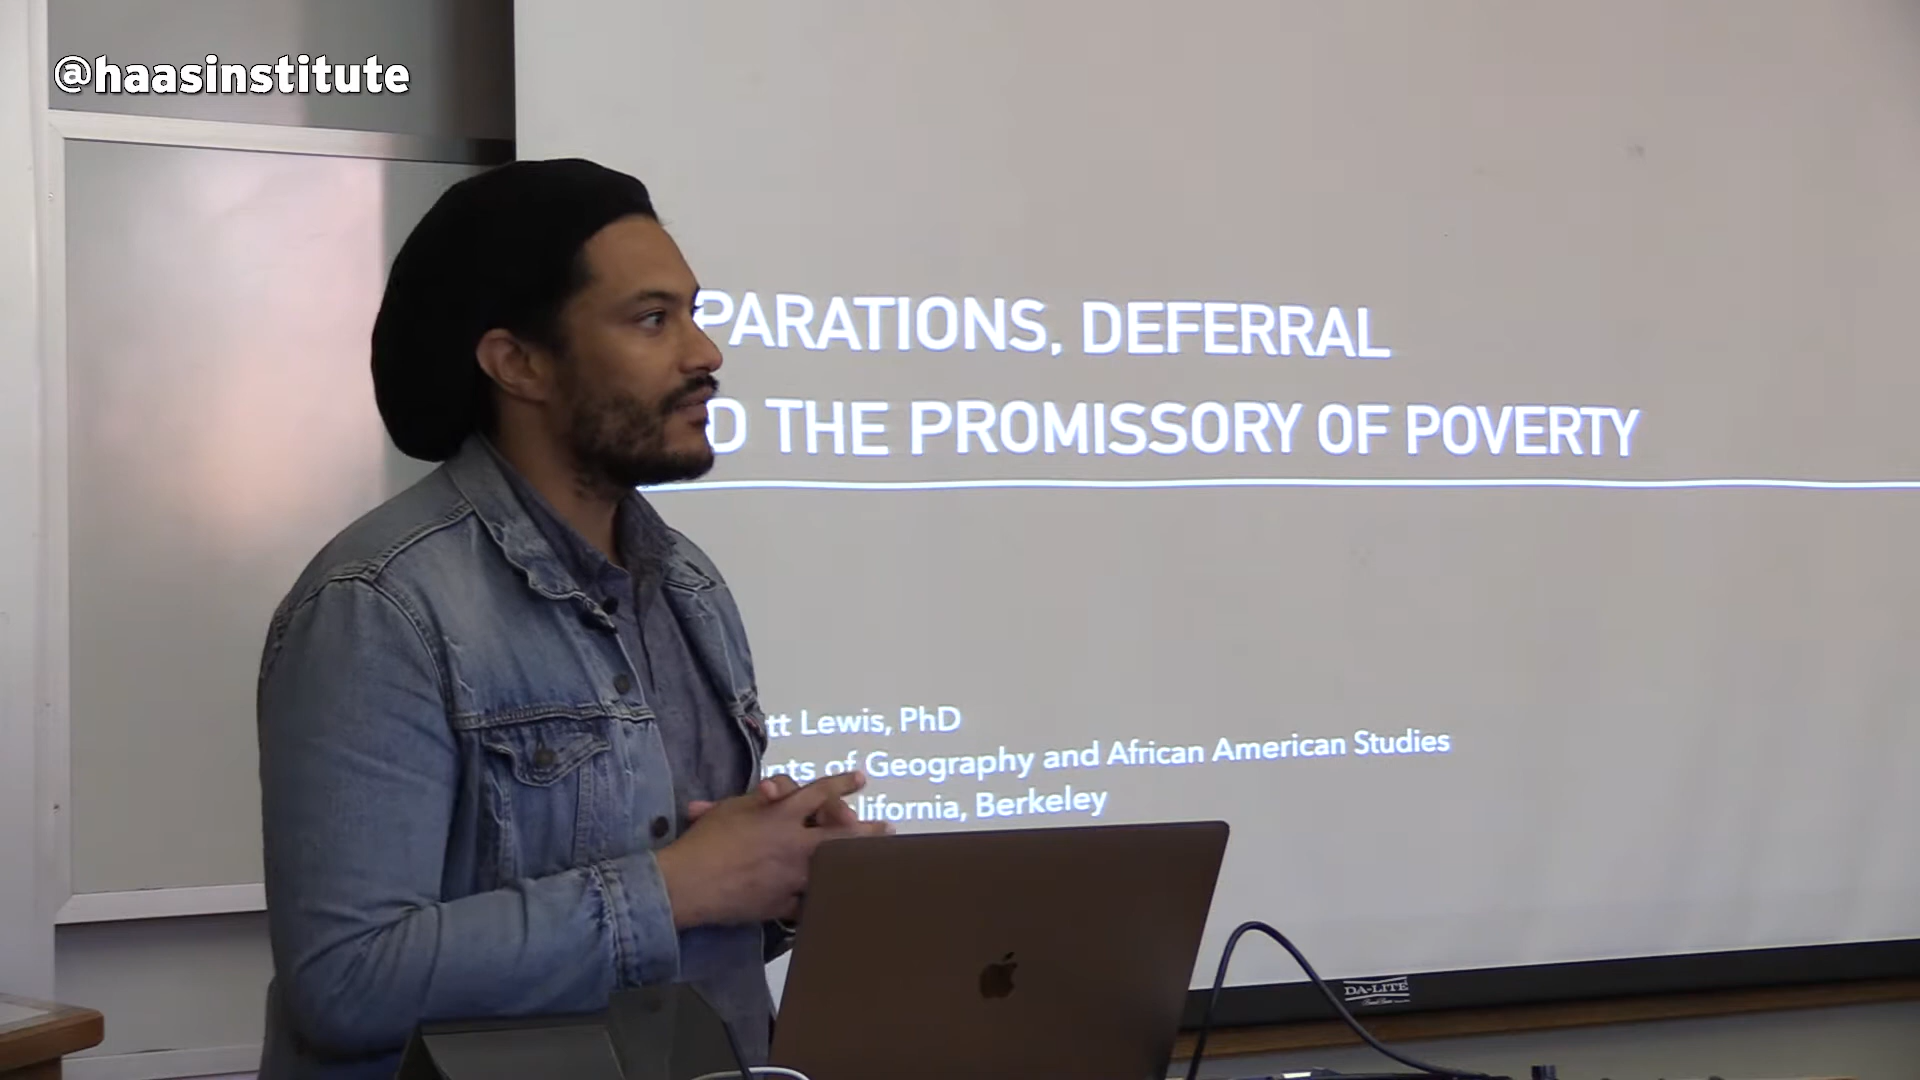 @haasinstitute
PARATIONS, DEFERRAL
D THE PROMISSORY OF POVERTY
tt Lewis, PhD
nts of Geography and African American Studies
lifornia, Berkeley
DA-LITE